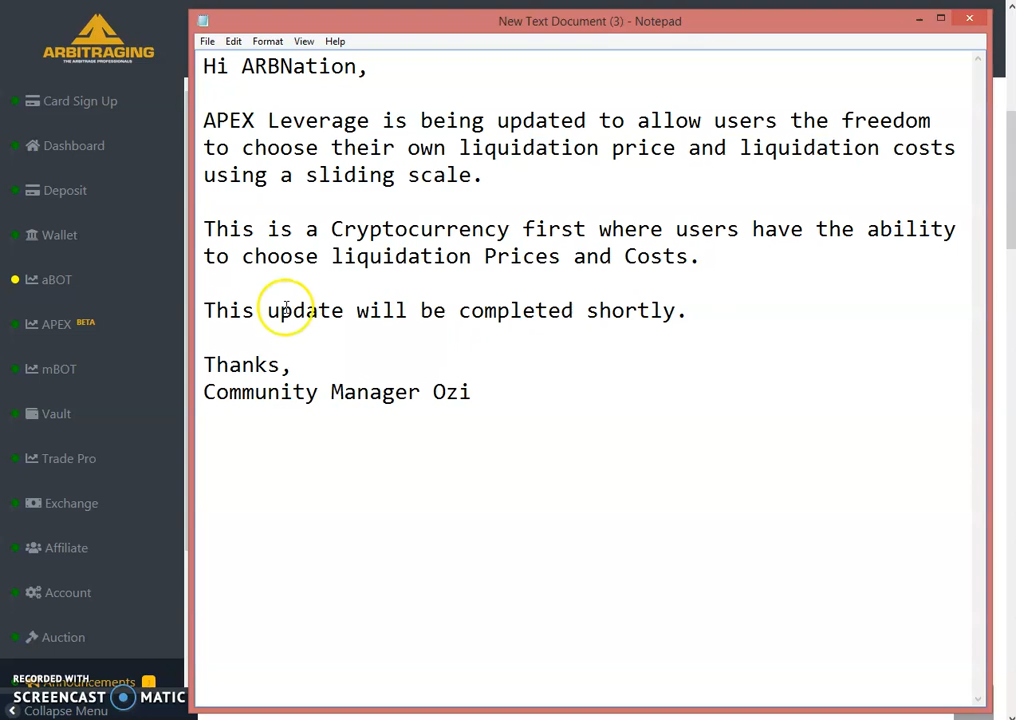 ARBITRAGING
THE ARBITRAGE PROFESSIONALS
Card Sign Up
Dashboard
Deposit
Wallet
aBOT
APEX BETA
mBOT
Vault
Trade Pro
Exchange
Affiliate
Account
Auction
Announcements
Collapse Menu
RECORDED WITH
SCREENCAST MATIC
New Text Document (3) - Notepad
File Edit Format View Help
Hi ARBNation,
APEX Leverage is being updated to allow users the freedom
to choose their own liquidation price and liquidation costs
using a sliding scale.
This is a Cryptocurrency first where users have the ability
to choose liquidation Prices and Costs.
This update will be completed shortly.
Thanks,
Community Manager Ozi